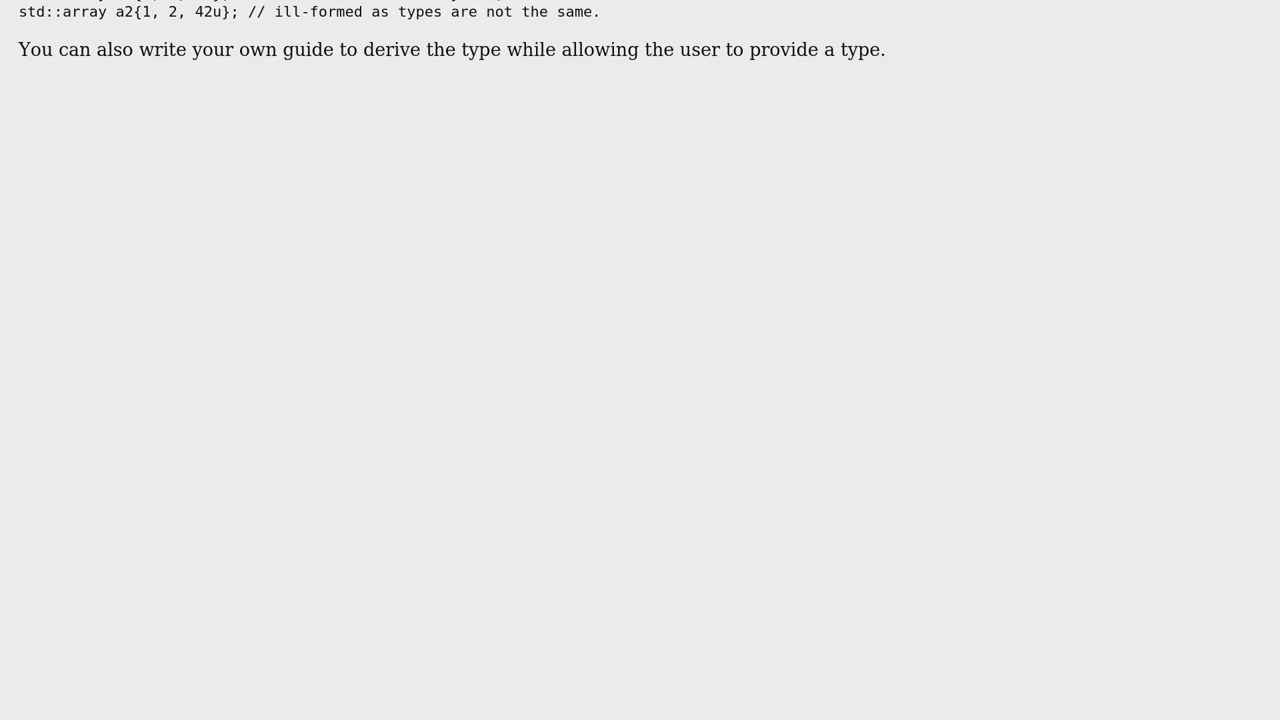 std::array a2{1, 2, 42u}; // ill-formed as types are not the same.
You can also write your own guide to derive the type while allowing the user to provide a type.